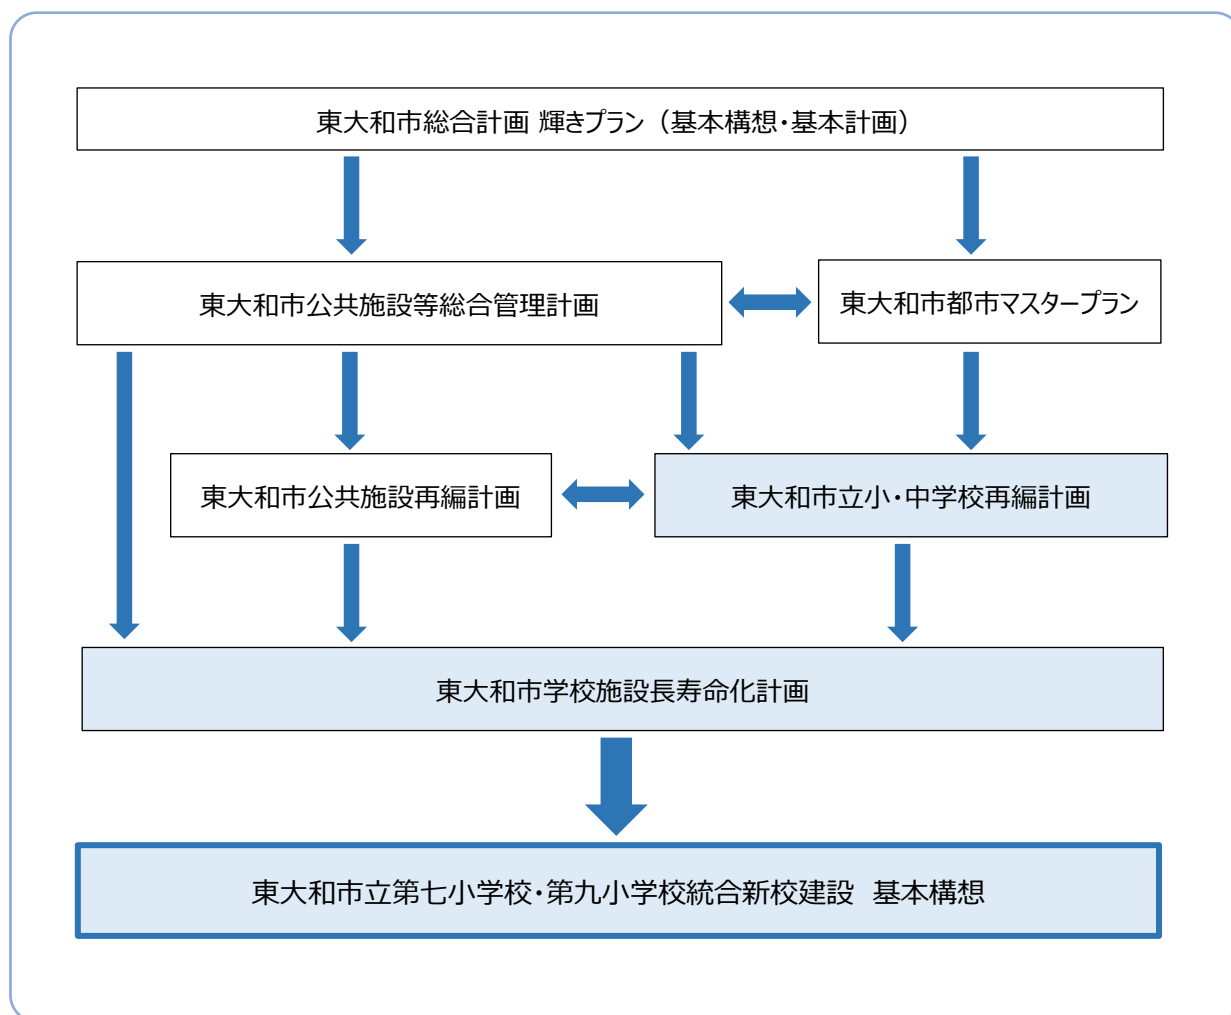 東大和市総合計画 輝きプラン（基本構想・基本計画）
東大和市公共施設等総合管理計画
東大和市都市マスタープラン
東大和市公共施設再編計画
東大和市立小・中学校再編計画
東大和市学校施設長寿命化計画
東大和市立第七小学校・第九小学校統合新校建設　基本構想